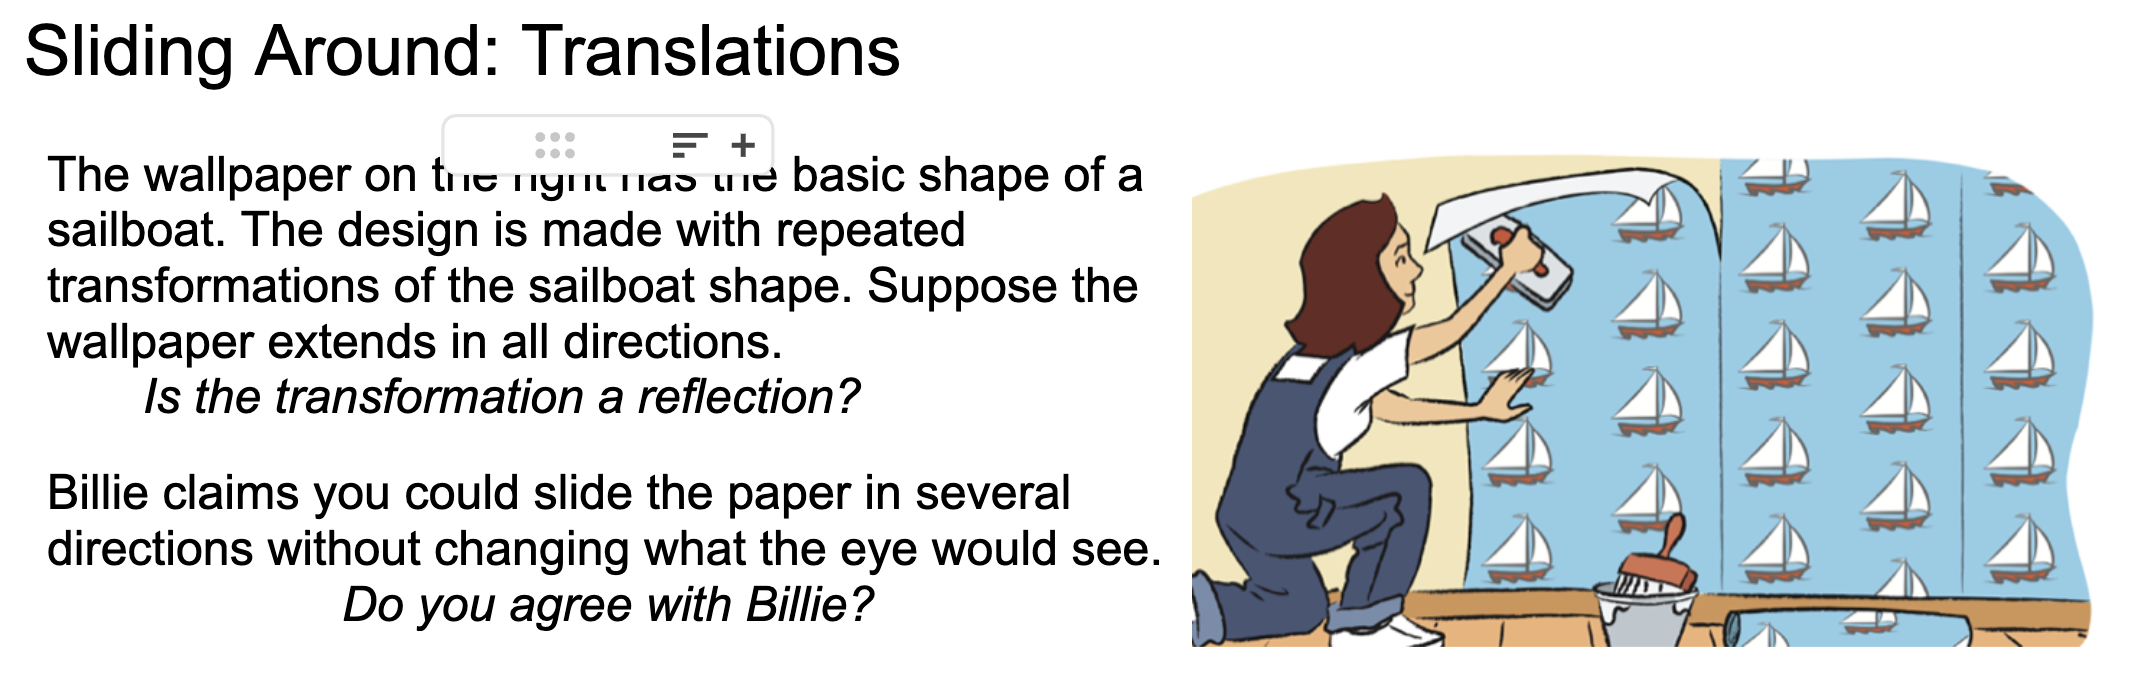 Sliding Around: Translations
The wallpaper on the right has the basic shape of a
sailboat. The design is made with repeated
transformations of the sailboat shape. Suppose the
wallpaper extends in all directions.
Is the transformation a reflection?
Billie claims you could slide the paper in several
directions without changing what the eye would see.
Do you agree with Billie?